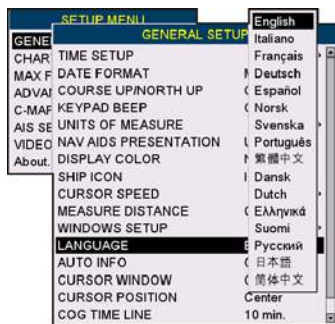 SETUP MENU
GENE
CHAR
MAX F
ADVAN
C-MAP
AIS SE
VIDEO
About.
GENERAL SETUP
TIME SETUP
DATE FORMAT
COURSE UP/NORTH UP
KEYPAD BEEP
UNITS OF MEASURE
NAV AIDS PRESENTATION
DISPLAY COLOR
SHIP ICON
CURSOR SPEED
MEASURE DISTANCE
WINDOWS SETUP
LANGUAGE
AUTO INFO
CURSOR WINDOW
CURSOR POSITION Center
COG TIME LINE 10 min.
English
Italiano
Français
Deutsch
Español
Norsk
Svenska
Português
繁體中文
Dansk
Dutch
Ελληνικά
Suomi
Русский
日本語
简体中文